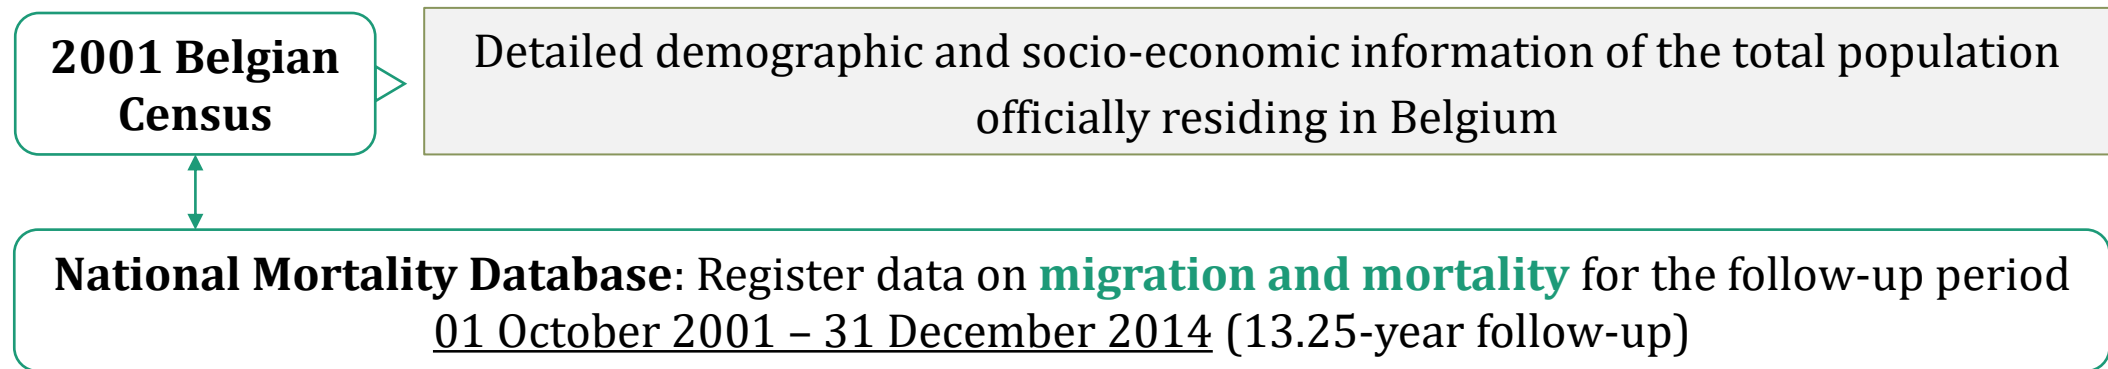 2001 Belgian
Census
Detailed demographic and socio-economic information of the total population
officially residing in Belgium
National Mortality Database: Register data on migration and mortality for the follow-up period
01 October 2001 – 31 December 2014 (13.25-year follow-up)